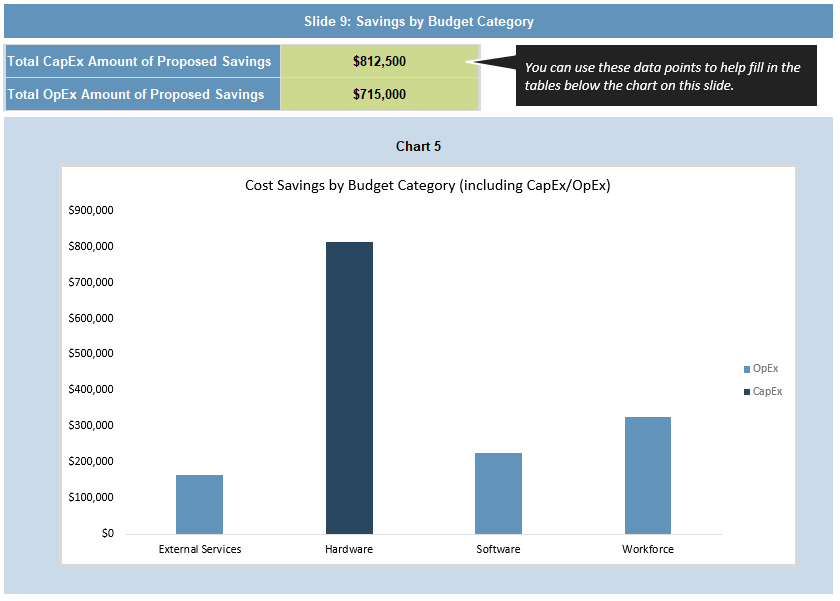 Slide 9: Savings by Budget Category
Total CapEx Amount of Proposed Savings $812,500
Total OpEx Amount of Proposed Savings $715,000
You can use these data points to help fill in the
tables below the chart on this slide.
Chart 5
Cost Savings by Budget Category (including CapEx/OpEx)
$900,000
$800,000
$700,000
$600,000
$500,000
$400,000
$300,000
$200,000
$100,000
$0
External Services Hardware Software Workforce
OpEx
CapEx